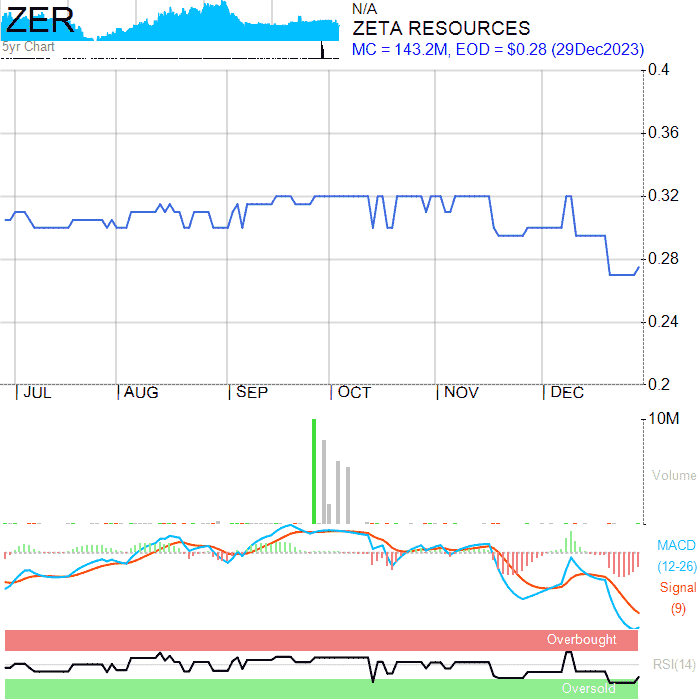 ZER
5yr Chart
N/A
ZETA RESOURCES
MC = 143.2M, EOD = $0.28 (29Dec2023)
0.4
0.36
0.32
0.28
0.24
0.2
JUL
AUG
SEP
OCT
NOV
DEC
10M
Volume
MACD
(12-26)
Signal
(9)
Overbought
RSI(14)
Oversold